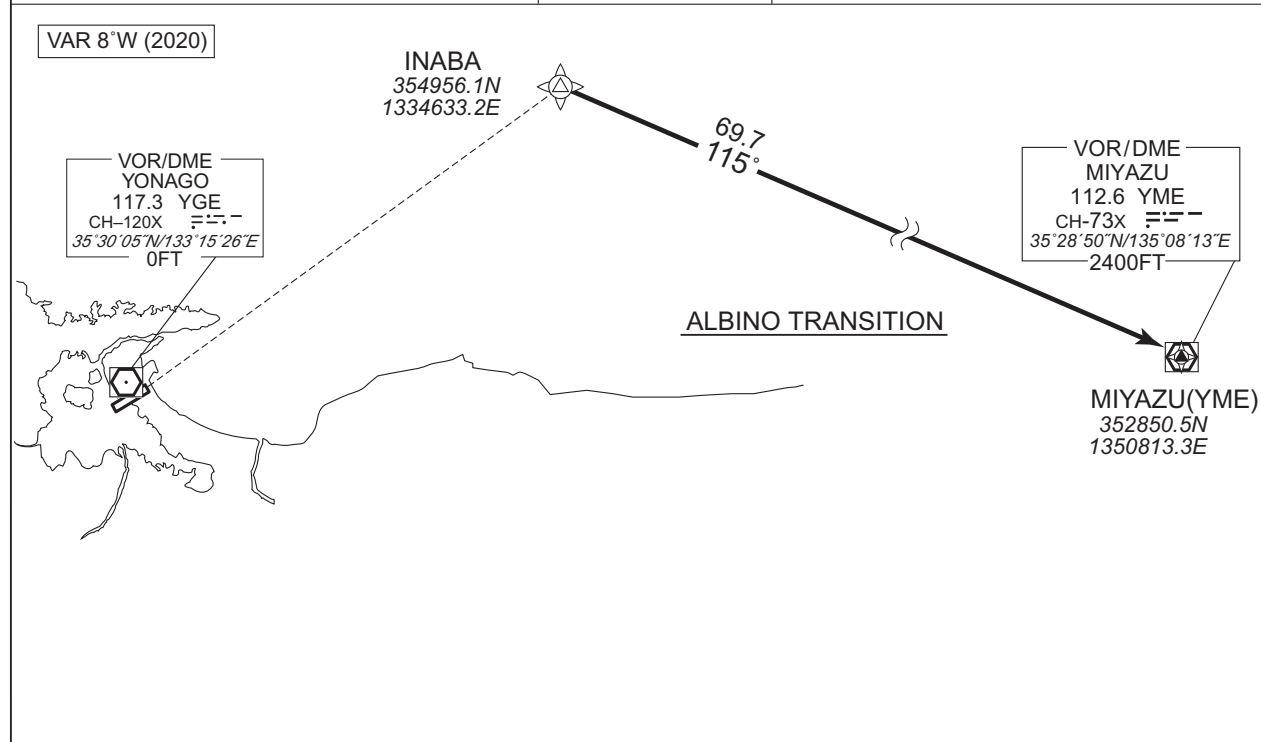 VAR 8°W (2020)
INABA
354956.1N
1334633.2E
69.7
115°
VOR/DME
YONAGO
117.3 YGE
CH–120X
35°30´05˝N/133°15´26˝E
0FT
VOR/DME
MIYAZU
112.6 YME
CH-73X
35°28´50˝N/135°08´13˝E
2400FT
ALBINO TRANSITION
MIYAZU(YME)
352850.5N
1350813.3E